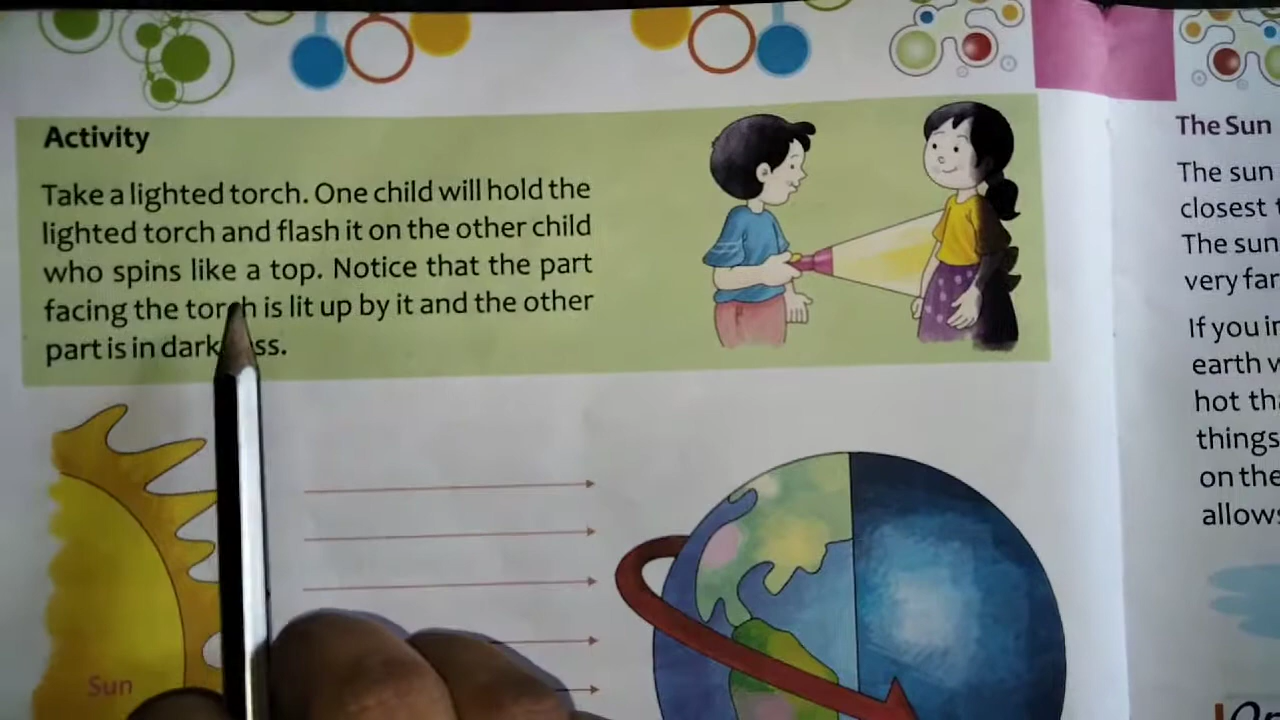 Activity
Take a lighted torch. One child will hold the
lighted torch and flash it on the other child
who spins like a top. Notice that the part
facing the torch is lit up by it and the other
part is in darkness.
Sun
The Sun
The sun
closest
The sun
very far
If you
earth
hot
things
on the
allows